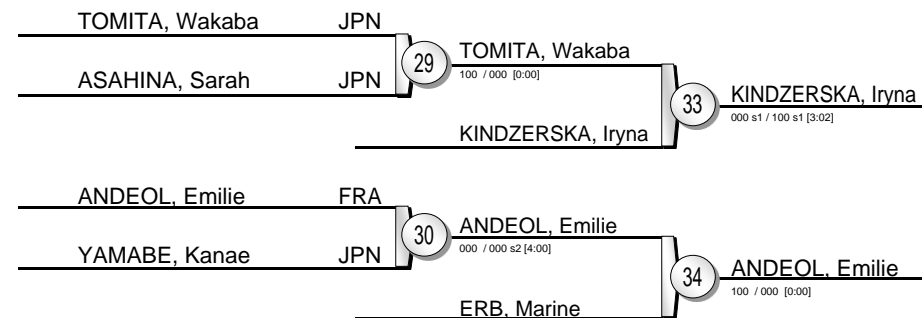 TOMITA, Wakaba JPN
ASAHINA, Sarah JPN
29
TOMITA, Wakaba
100 / 000 [0:00]
KINDZERSKA, Iryna
33
KINDZERSKA, Iryna
000 s1 / 100 s1 [3:02]
ANDEOL, Emilie FRA
YAMABE, Kanae JPN
30
ANDEOL, Emilie
000 / 000 s2 [4:00]
ERB, Marine
34
ANDEOL, Emilie
100 / 000 [0:00]